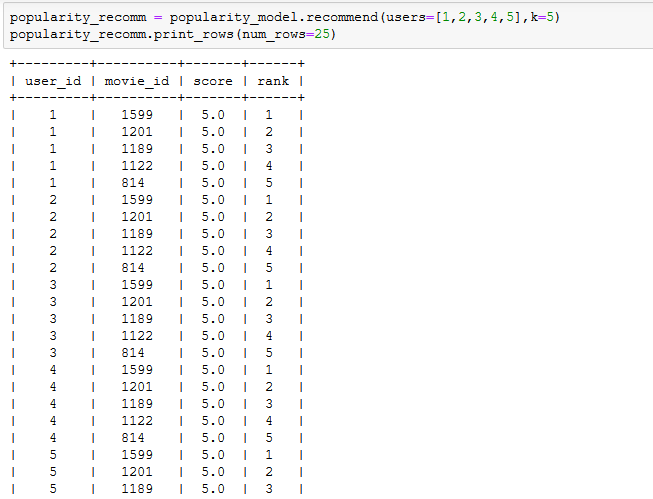 popularity_recomm = popularity_model.recommend(users=[1,2,3,4,5],k=5)
popularity_recomm.print_rows(num_rows=25)
+---------+----------+-------+------+
| user_id | movie_id | score | rank |
+---------+----------+-------+------+
| 1 | 1599 | 5.0 | 1 |
| 1 | 1201 | 5.0 | 2 |
| 1 | 1189 | 5.0 | 3 |
| 1 | 1122 | 5.0 | 4 |
| 1 | 814 | 5.0 | 5 |
| 2 | 1599 | 5.0 | 1 |
| 2 | 1201 | 5.0 | 2 |
| 2 | 1189 | 5.0 | 3 |
| 2 | 1122 | 5.0 | 4 |
| 2 | 814 | 5.0 | 5 |
| 3 | 1599 | 5.0 | 1 |
| 3 | 1201 | 5.0 | 2 |
| 3 | 1189 | 5.0 | 3 |
| 3 | 1122 | 5.0 | 4 |
| 3 | 814 | 5.0 | 5 |
| 4 | 1599 | 5.0 | 1 |
| 4 | 1201 | 5.0 | 2 |
| 4 | 1189 | 5.0 | 3 |
| 4 | 1122 | 5.0 | 4 |
| 4 | 814 | 5.0 | 5 |
| 5 | 1599 | 5.0 | 1 |
| 5 | 1201 | 5.0 | 2 |
| 5 | 1189 | 5.0 | 3 |